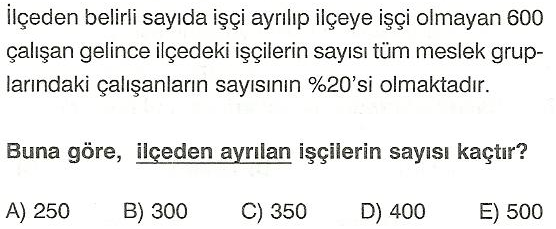 İlçeden belirli sayıda işçi ayrılıp ilçeye işçi olmayan 600
çalışan gelince ilçedeki işçilerin sayısı tüm meslek grup-
larındaki çalışanların sayısının %20'si olmaktadır.
Buna göre, ilçeden ayrılan işçilerin sayısı kaçtır?
A) 250 B) 300 C) 350 D) 400 E) 500